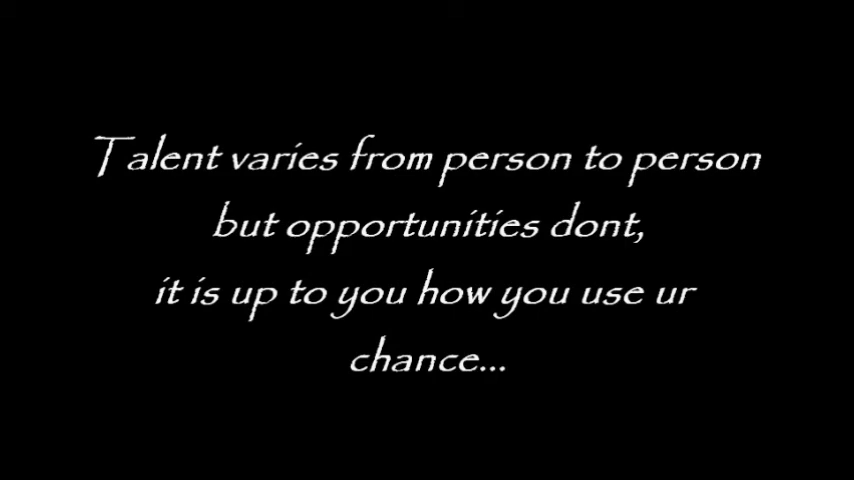 Talent varies from person to person
but opportunities dont,
it is up to you how you use ur
chance...